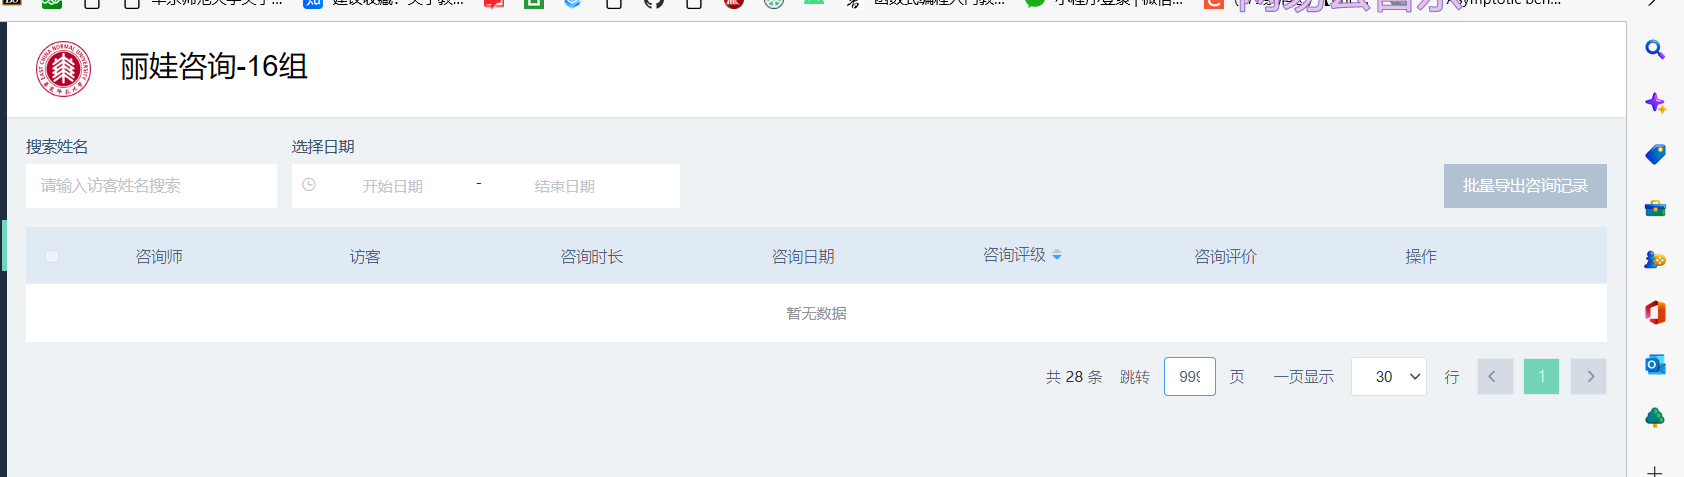 丽娃咨询-16组
搜索姓名 选择日期
请输入访客姓名搜索 开始日期 - 结束日期 批量导出咨询记录
咨询师 访客 咨询时长 咨询日期 咨询评级 咨询评价 操作
暂无数据
共 28 条 跳转 999 页 一页显示 30 行 1